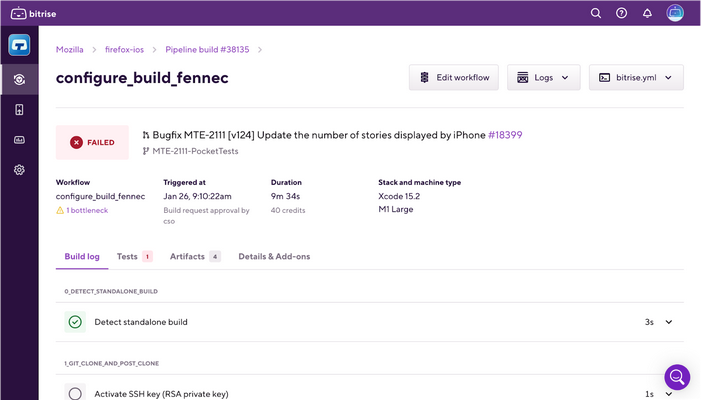 bitrise
Mozilla firefox-ios Pipeline build #38135
configure_build_fennec
Edit workflow
Logs
bitrise.yml
FAILED
Bugfix MTE-2111 [v124] Update the number of stories displayed by iPhone #18399
MTE-2111-PocketTests
Workflow Triggered at Duration Stack and machine type
configure_build_fennec Jan 26, 9:10:22am 9m 34s Xcode 15.2
1 bottleneck Build request approval by 40 credits M1 Large
cso
Build log Tests 1 Artifacts 4 Details & Add-ons
0_DETECT_STANDALONE_BUILD
Detect standalone build 3s
1_GIT_CLONE_AND_POST_CLONE
Activate SSH key (RSA private key) 1s